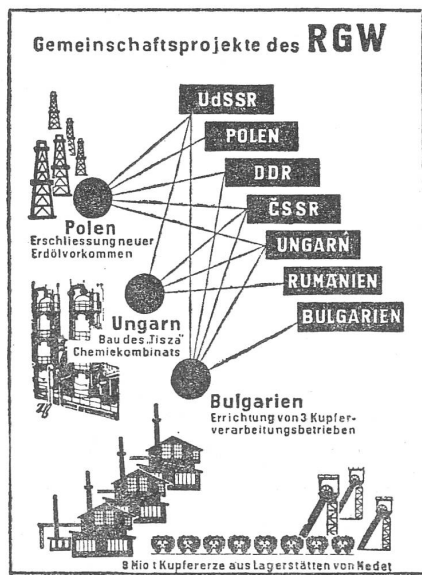 Gemeinschaftsprojekte des RGW
UdSSR
POLEN
DDR
ČSSR
UNGARN
RUMÄNIEN
BULGARIEN
Polen
Erschliessung neuer
Erdölvorkommen
Ungarn
Bau des „Tisza"
Chemiekombinats
Bulgarien
Errichtung von 3 Kupfer-
verarbeitungsbetrieben
9 Mio t Kupfererze aus Lagerstätten von Medet